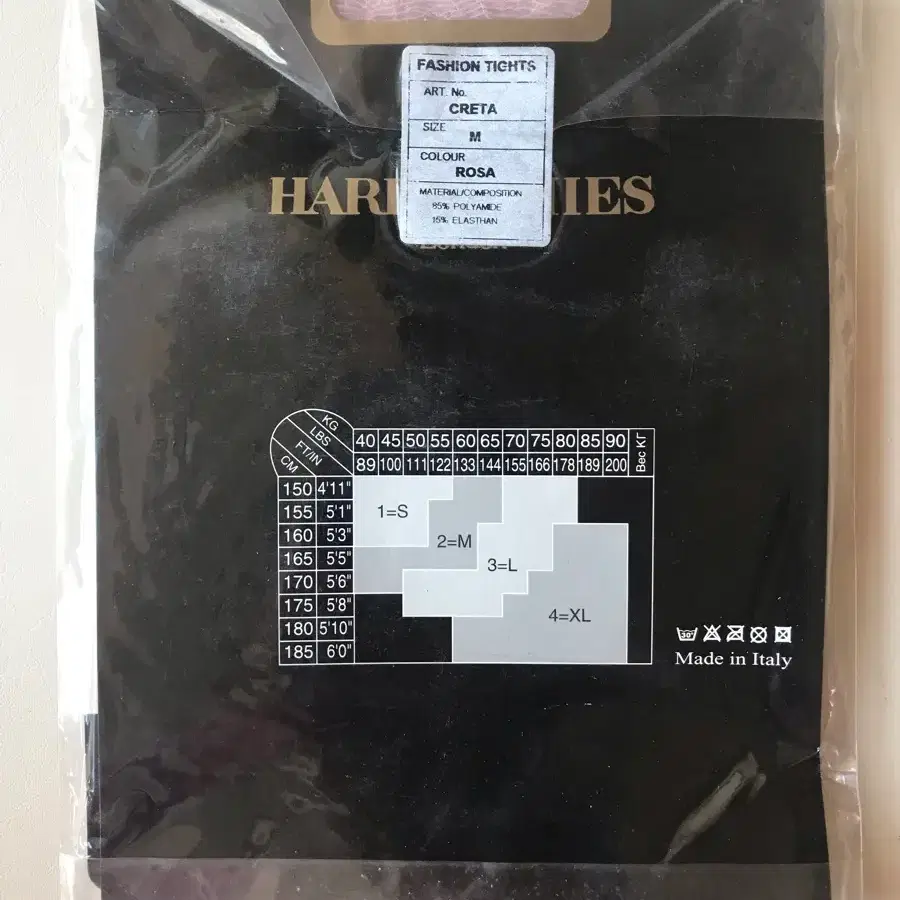 FASHION TIGHTS
ART. No.
CRETA
SIZE
M
COLOUR
ROSA
MATERIAL/COMPOSITION
85% POLYAMIDE
15% ELASTHAN
HAR IES
KG
LBS
FT/IN
CM
40 45 50 55 60 65 70 75 80 85 90
89 100 111 122 133 144 155 166 178 189 200
Вес КГ
150 4'11"
155 5'1"
160 5'3"
165 5'5"
170 5'6"
175 5'8"
180 5'10"
185 6'0"
1=S
2=M
3=L
4=XL
30°
Made in Italy